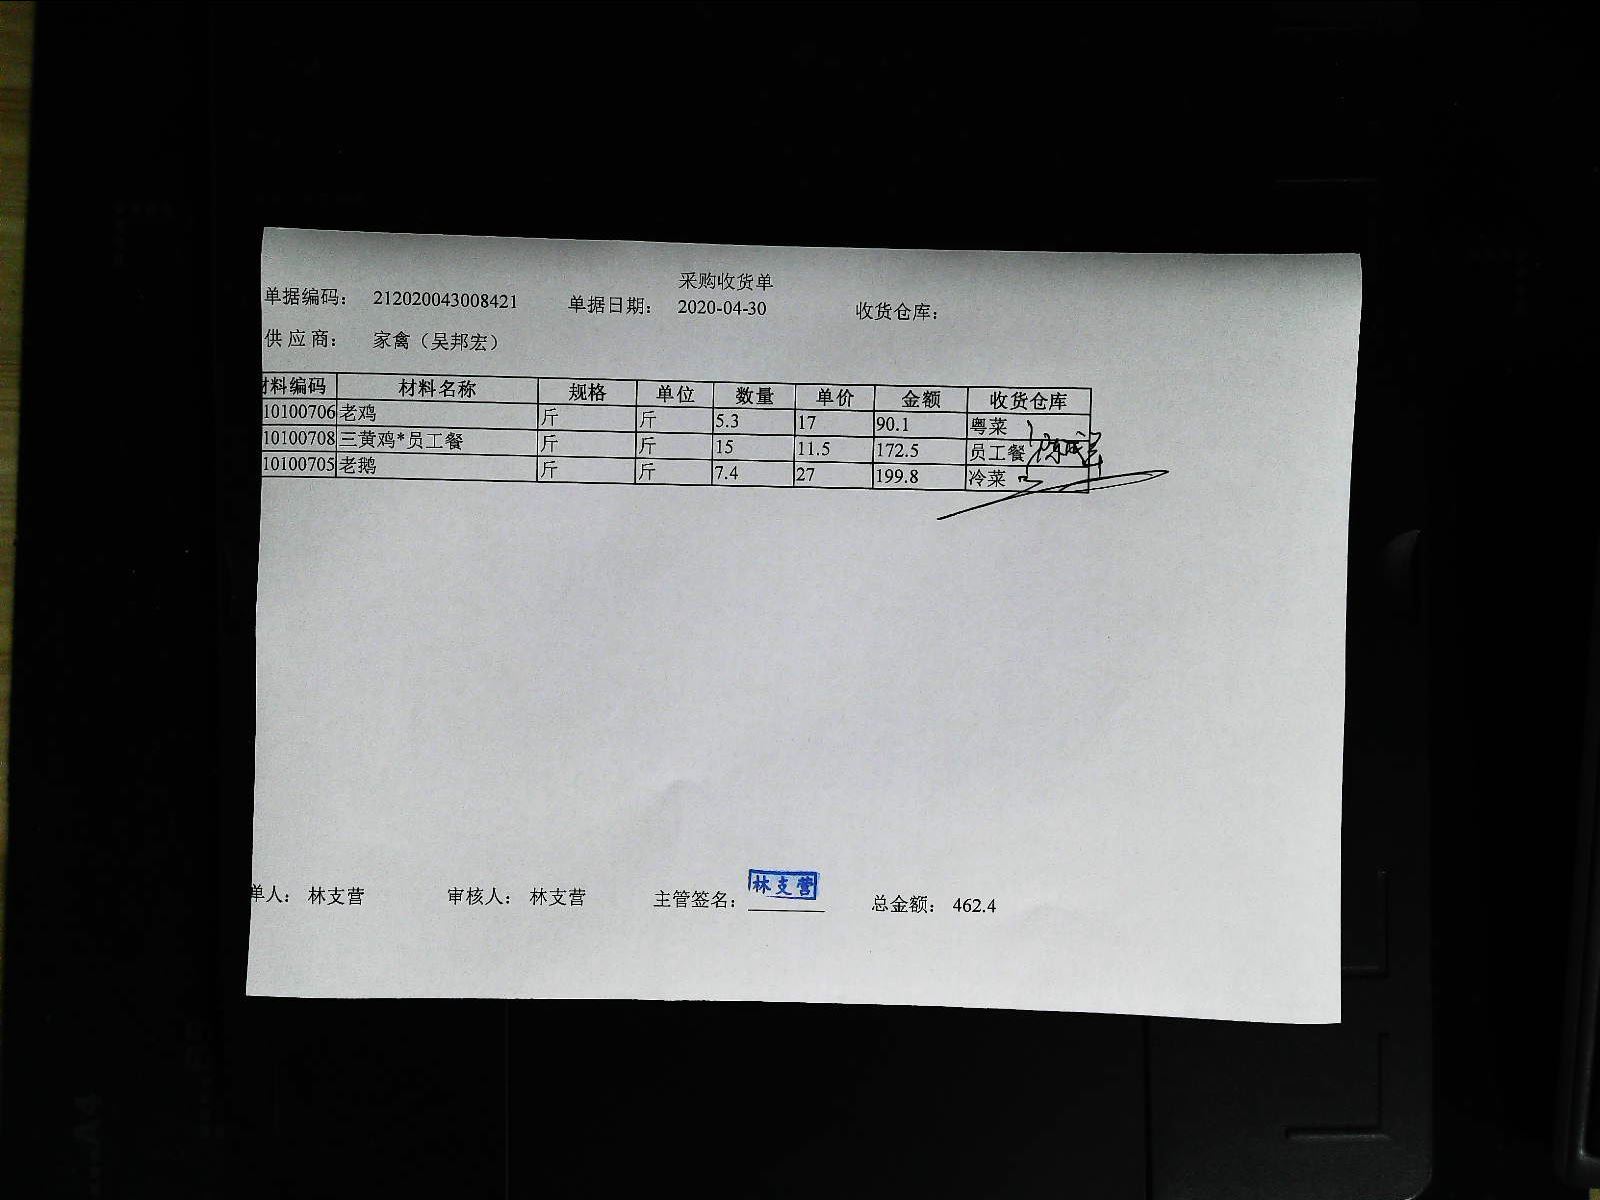 采购收货单
单据编码： 212020043008421 单据日期： 2020-04-30 收货仓库：
供应商： 家禽（吴邦宏）
材料编码 材料名称 规格 单位 数量 单价 金额 收货仓库
10100706 老鸡 斤 斤 5.3 17 90.1 粤菜
10100708 三黄鸡*员工餐 斤 斤 15 11.5 172.5 员工餐
10100705 老鹅 斤 斤 7.4 27 199.8 冷菜
单人： 林支营 审核人： 林支营 主管签名： 林支营 总金额： 462.4